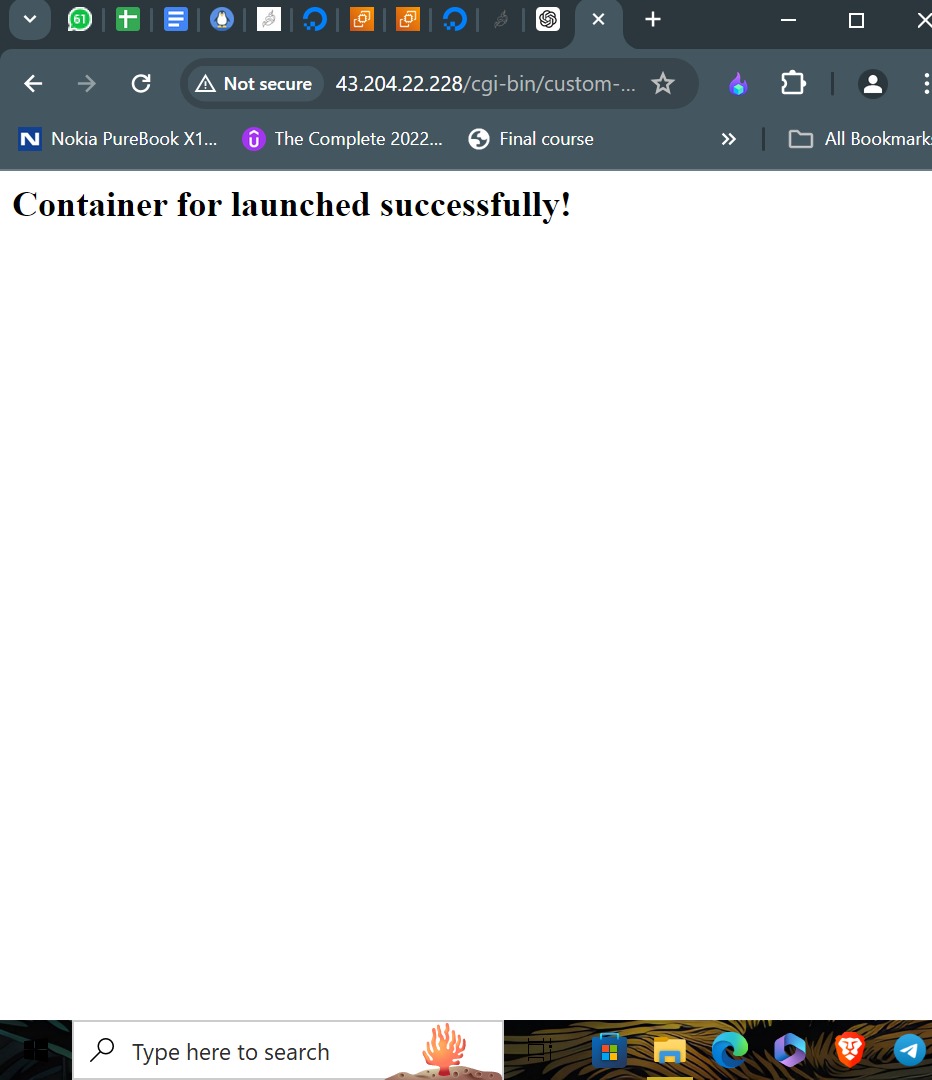 61
Not secure
43.204.22.228/cgi-bin/custom-...
Nokia PureBook X1...
The Complete 2022...
Final course
All Bookmark
Container for launched successfully!
Type here to search